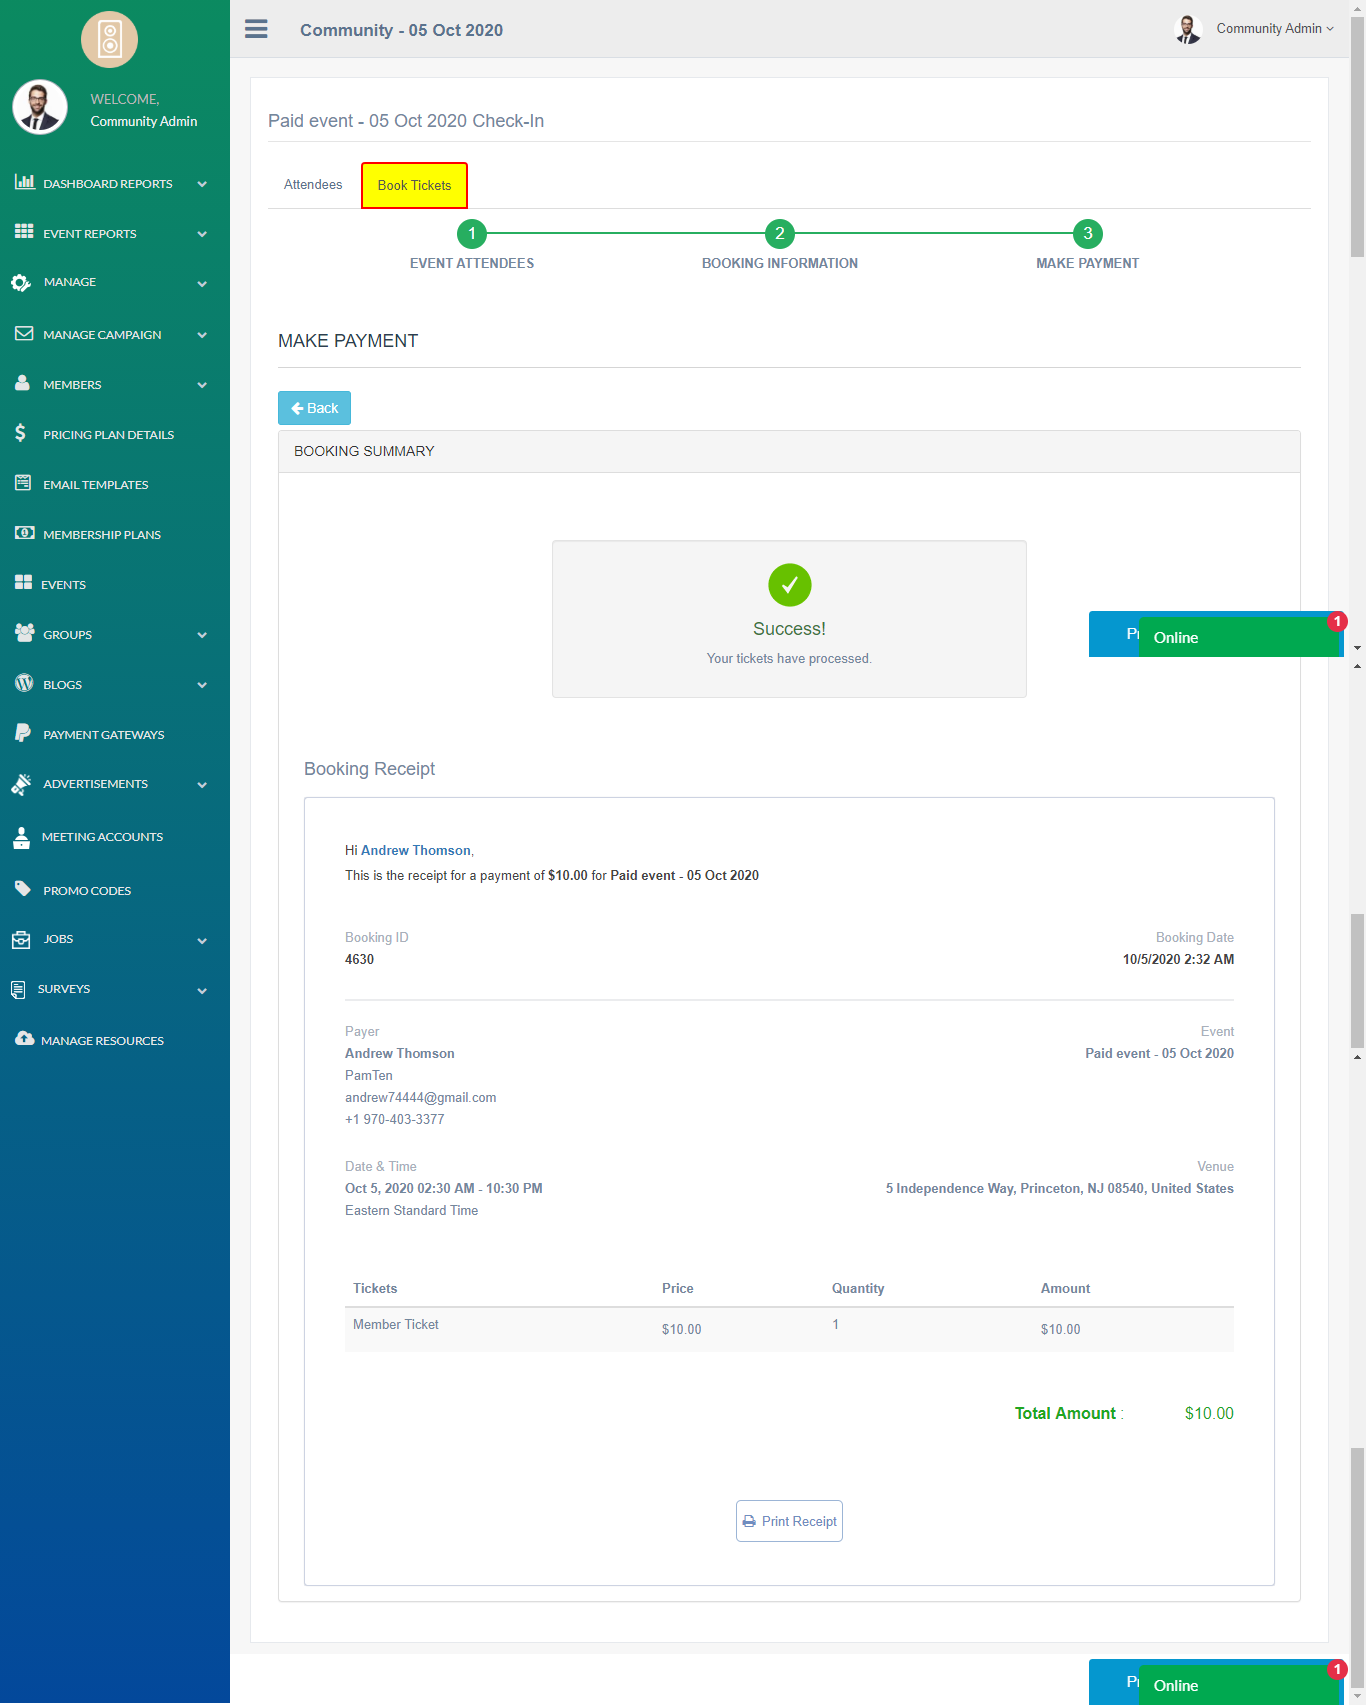 Community - 05 Oct 2020
Community Admin
WELCOME,
Community Admin
DASHBOARD REPORTS
EVENT REPORTS
MANAGE
MANAGE CAMPAIGN
MEMBERS
PRICING PLAN DETAILS
EMAIL TEMPLATES
MEMBERSHIP PLANS
EVENTS
GROUPS
BLOGS
PAYMENT GATEWAYS
ADVERTISEMENTS
MEETING ACCOUNTS
PROMO CODES
JOBS
SURVEYS
MANAGE RESOURCES
Paid event - 05 Oct 2020 Check-In
Attendees Book Tickets
1 2 3
EVENT ATTENDEES BOOKING INFORMATION MAKE PAYMENT
MAKE PAYMENT
Back
BOOKING SUMMARY
Success!
Your tickets have processed.
Online 1
Booking Receipt
Hi Andrew Thomson,
This is the receipt for a payment of $10.00 for Paid event - 05 Oct 2020
Booking ID Booking Date
4630 10/5/2020 2:32 AM
Payer Event
Andrew Thomson Paid event - 05 Oct 2020
PamTen
andrew74444@gmail.com
+1 970-403-3377
Date & Time Venue
Oct 5, 2020 02:30 AM - 10:30 PM 5 Independence Way, Princeton, NJ 08540, United States
Eastern Standard Time
Tickets Price Quantity Amount
Member Ticket $10.00 1 $10.00
Total Amount : $10.00
Print Receipt
Online 1